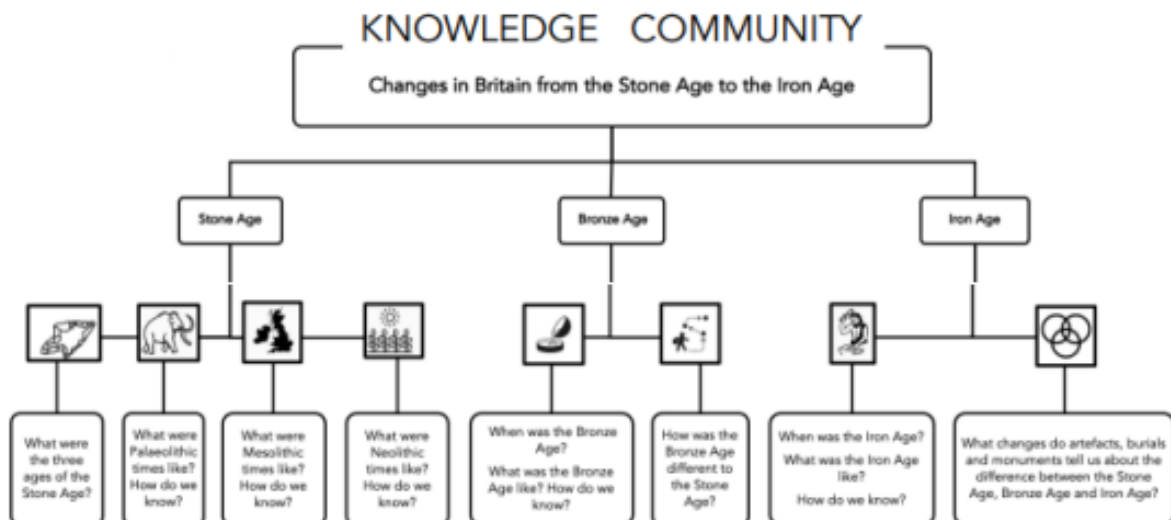 KNOWLEDGE COMMUNITY
Changes in Britain from the Stone Age to the Iron Age
Stone Age
Bronze Age
Iron Age
What were
the three
ages of the
Stone Age?
What were
Palaeolithic
times like?
How do we
know?
What were
Mesolithic
times like?
How do we
know?
What were
Neolithic
times like?
How do we
know?
When was the Bronze
Age?
What was the Bronze
Age like? How do we
know?
How was the
Bronze Age
different to
the Stone
Age?
When was the Iron Age?
What was the Iron Age
like?
How do we know?
What changes do artefacts, burials
and monuments tell us about the
difference between the Stone
Age, Bronze Age and Iron Age?